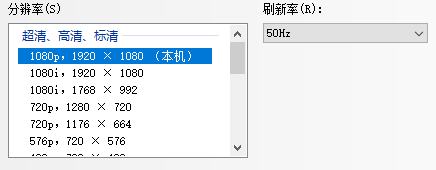 分辨率(S)
刷新率(R):
超清、高清、标清
50Hz
1080p, 1920 × 1080 (本机)
1080i, 1920 × 1080
1080i, 1768 × 992
720p, 1280 × 720
720p, 1176 × 664
576p, 720 × 576